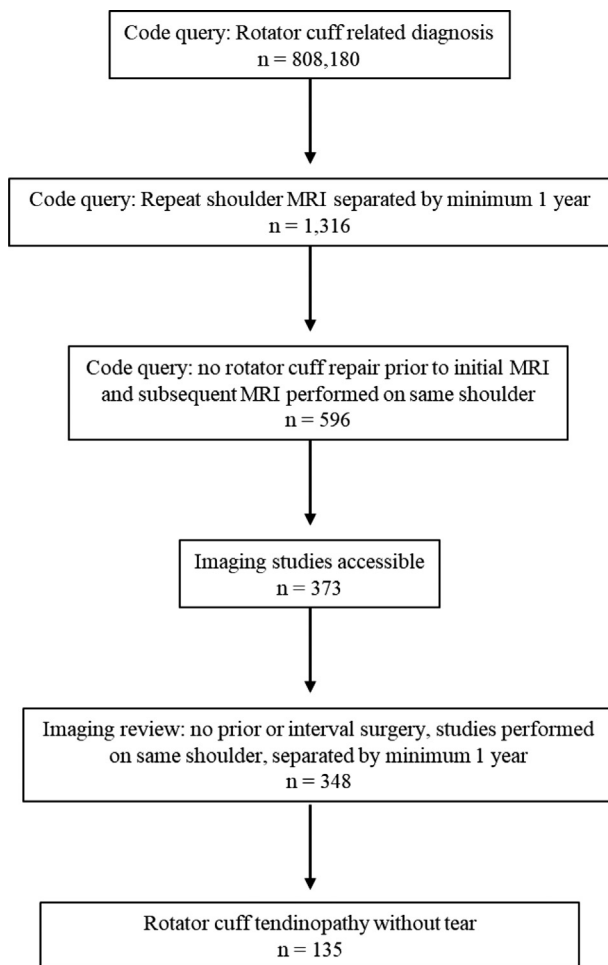 Code query: Rotator cuff related diagnosis
n = 808,180
Code query: Repeat shoulder MRI separated by minimum 1 year
n = 1,316
Code query: no rotator cuff repair prior to initial MRI
and subsequent MRI performed on same shoulder
n = 596
Imaging studies accessible
n = 373
Imaging review: no prior or interval surgery, studies performed
on same shoulder, separated by minimum 1 year
n = 348
Rotator cuff tendinopathy without tear
n = 135